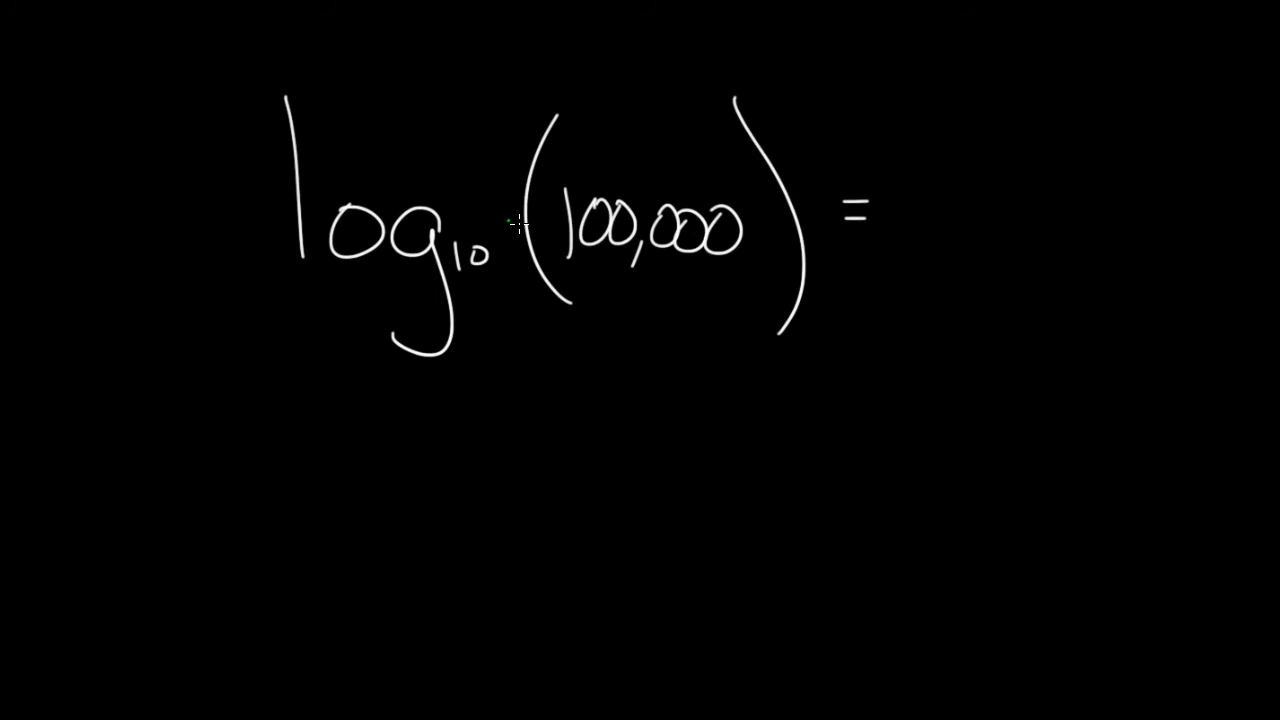 log₁₀ (100,000) =